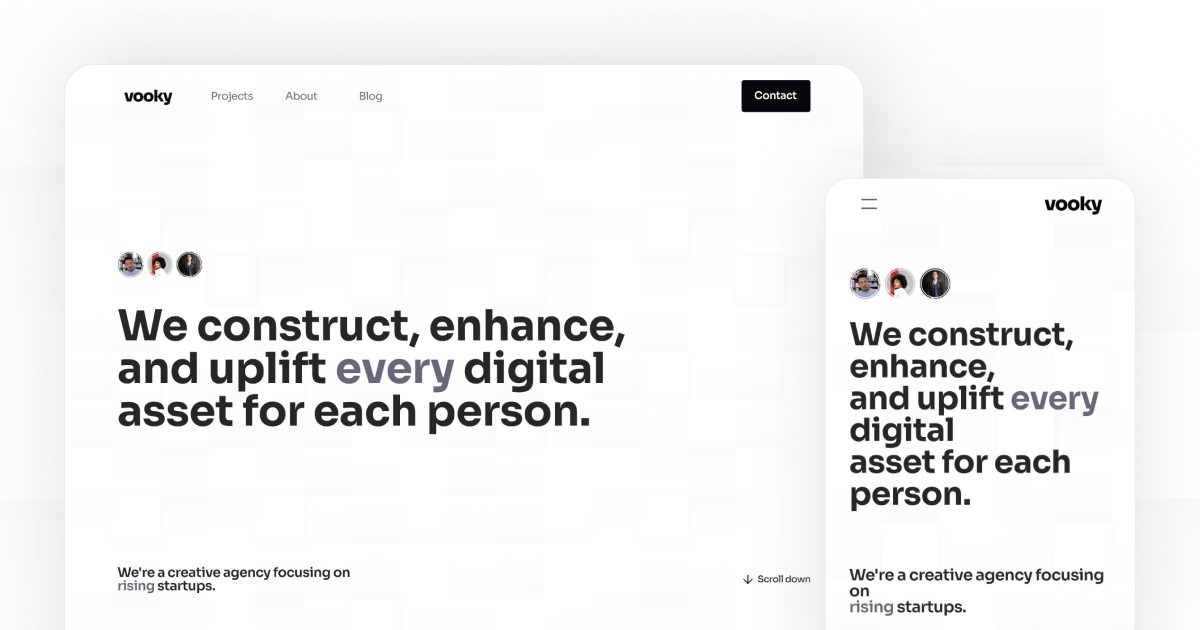 vooky Projects About Blog Contact
We construct, enhance,
and uplift every digital
asset for each person.
We're a creative agency focusing on
rising startups.
Scroll down
vooky
We construct,
enhance,
and uplift every
digital
asset for each
person.
We're a creative agency focusing
on
rising startups.